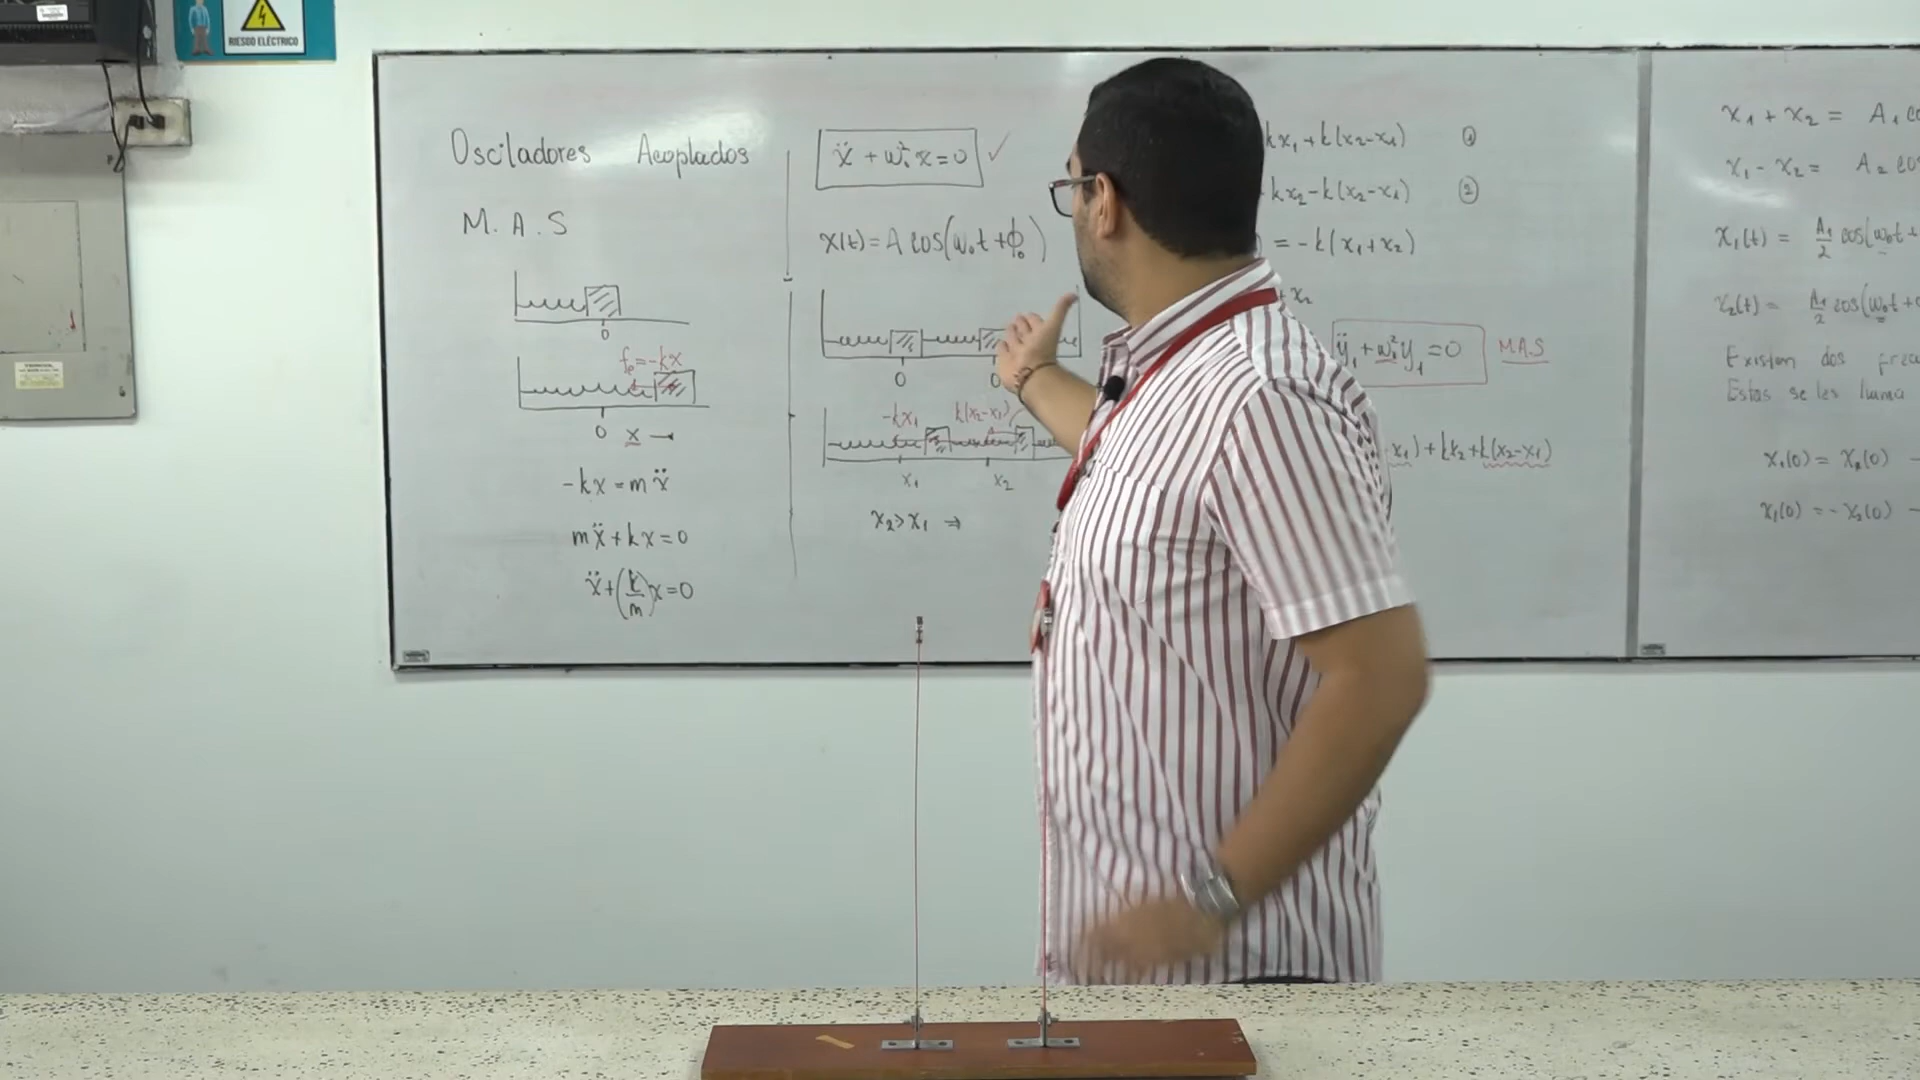 RIESGO ELÉCTRICO
Osciladores Acoplados
M.A.S
0
fₑ=-kx
0 x →
-kx=mẍ
mẍ+kx=0
ẍ+(k/m)x=0
ẍ+ω₀²x=0 ✓
x(t)=A cos(ω₀t+ϕ₀)
0 0
-kx₁ k(x₂-x₁)
x₁ x₂
x₂>x₁ ⇒
kx₁+k(x₂-x₁) ①
kx₂-k(x₂-x₁) ②
=-k(x₁+x₂)
+x₂
ÿ₁+ω₀²y₁=0 M.A.S
x₁)+kx₂+k(x₂-x₁)
x₁+x₂= A₁
x₁-x₂= A₂
x₁(t)= A₁/2 cos(ω₀t+
x₂(t)= A₁/2 cos(ω₀t+
Existen dos
Estas se les llama
x₁(0)=x₂(0) -
x₁(0)=-x₂(0) -